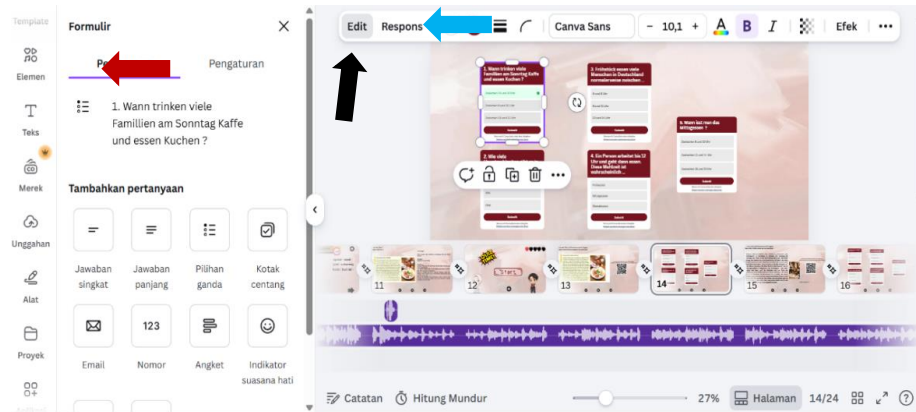 Template
Elemen
Teks
Merek
Unggahan
Alat
Proyek
Formulir
Pengaturan
1. Wann trinken viele
Famillien am Sonntag Kaffe
und essen Kuchen ?
Tambahkan pertanyaan
Jawaban
singkat
Jawaban
panjang
Pilihan
ganda
Kotak
centang
123
Email
Nomor
Angket
Indikator
suasana hati
Edit
Respons
Canva Sans
- 10,1 +
A
B
I
Efek
1. Wann trinken viele
Famillien am Sonntag Kaffe
und essen Kuchen ?
3. Frühstück essen viele
Menschen in Deutschland
normalerweise zwischen ...
5. Wann isst man das
Mittagessen ?
2. Wie viele
4. Ein Person arbeitet bis 12
Uhr und geht dann essen.
Diese Mahlzeit ist
wahrscheinlich ...
11
12
START
13
14
15
16
Catatan
Hitung Mundur
27%
Halaman
14/24